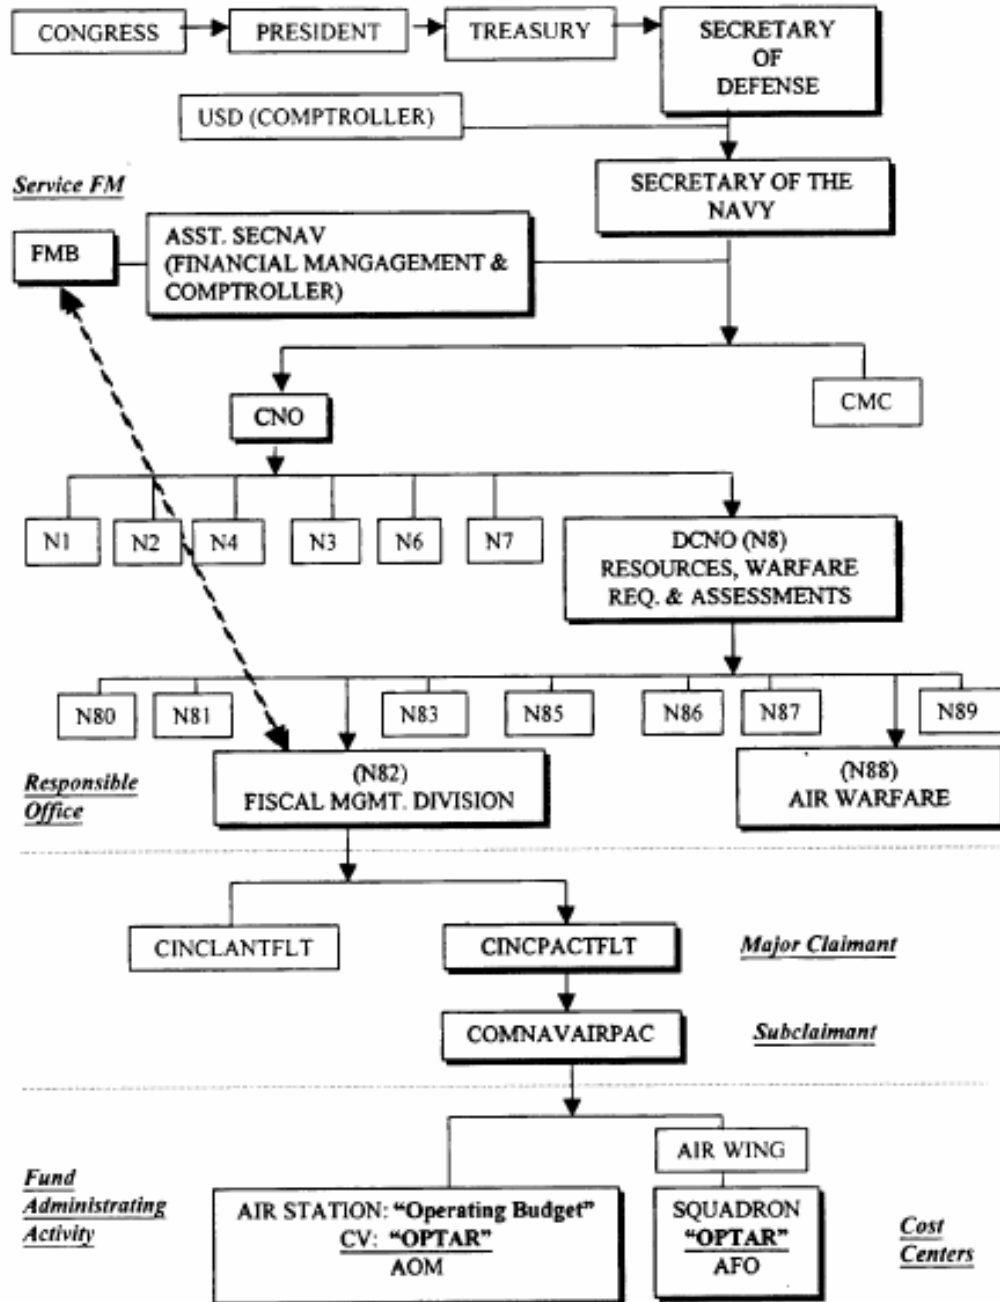 CONGRESS
PRESIDENT
TREASURY
SECRETARY
OF
DEFENSE
USD (COMPTROLLER)
SECRETARY OF THE
NAVY
Service FM
FMB
ASST. SECNAV
(FINANCIAL MANGAGEMENT &
COMPTROLLER)
CNO
CMC
N1
N2
N4
N3
N6
N7
DCNO (N8)
RESOURCES, WARFARE
REQ. & ASSESSMENTS
N80
N81
N83
N85
N86
N87
N89
Responsible
Office
(N82)
FISCAL MGMT. DIVISION
(N88)
AIR WARFARE
CINCLANTFLT
CINCPACTFLT
Major Claimant
COMNAVAIRPAC
Subclaimant
AIR WING
Fund
Administrating
Activity
AIR STATION: "Operating Budget"
CV: "OPTAR"
AOM
SQUADRON
"OPTAR"
AFO
Cost
Centers